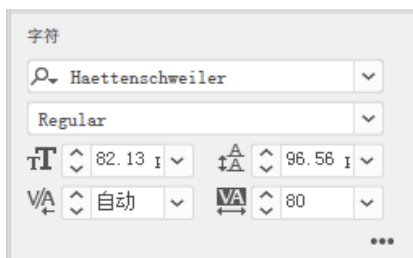 字符
Haettenschweiler
Regular
82.13 96.56
自动 80